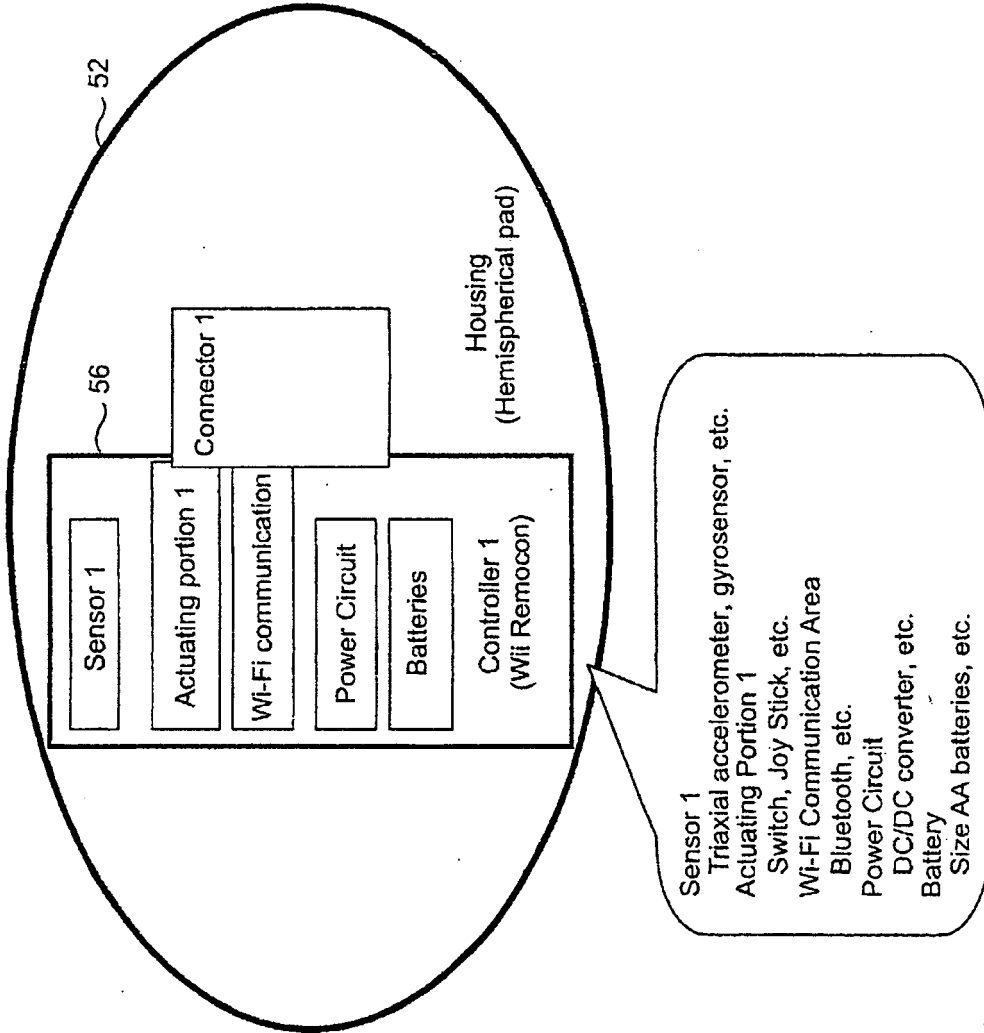 52
56
Sensor 1
Actuating portion 1
Wi-Fi communication
Power Circuit
Batteries
Controller 1
(Wii Remocon)
Connector 1
Housing
(Hemispherical pad)
Sensor 1
Triaxial accelerometer, gyrosensor, etc.
Actuating Portion 1
Switch, Joy Stick, etc.
Wi-Fi Communication Area
Bluetooth, etc.
Power Circuit
DC/DC converter, etc.
Battery
Size AA batteries, etc.